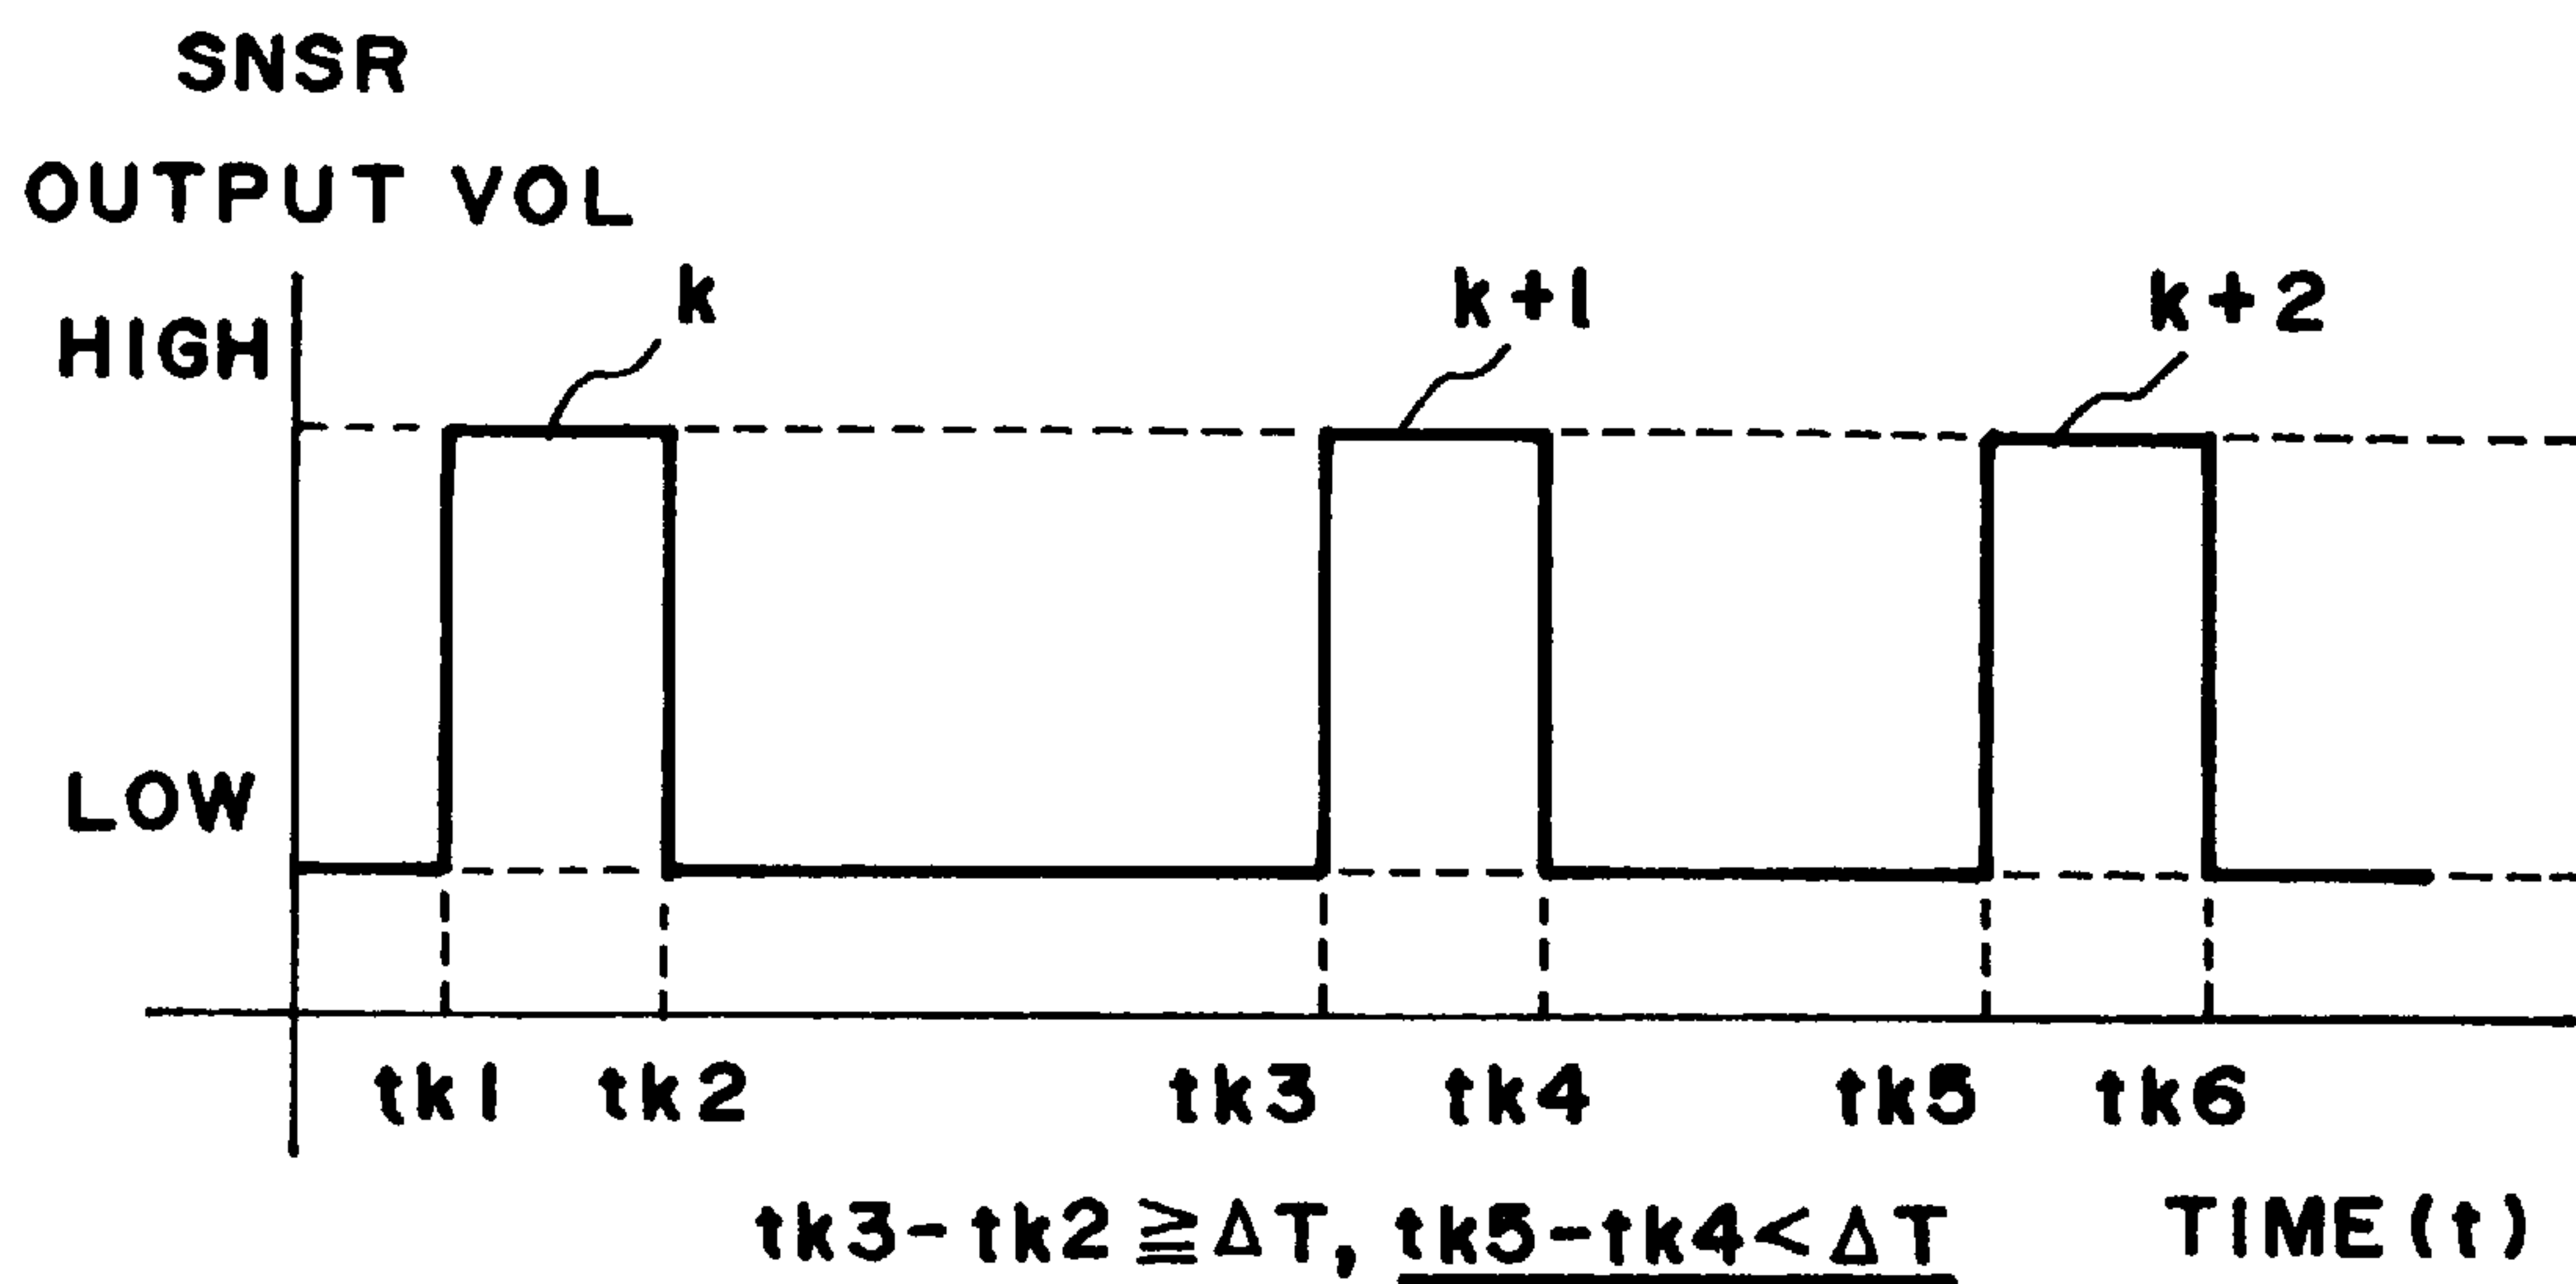 SNSR
OUTPUT VOL
HIGH
k
k+1
k+2
LOW
tk1 tk2 tk3 tk4 tk5 tk6
tk3-tk2≧ΔT, tk5-tk4<ΔT
TIME(t)